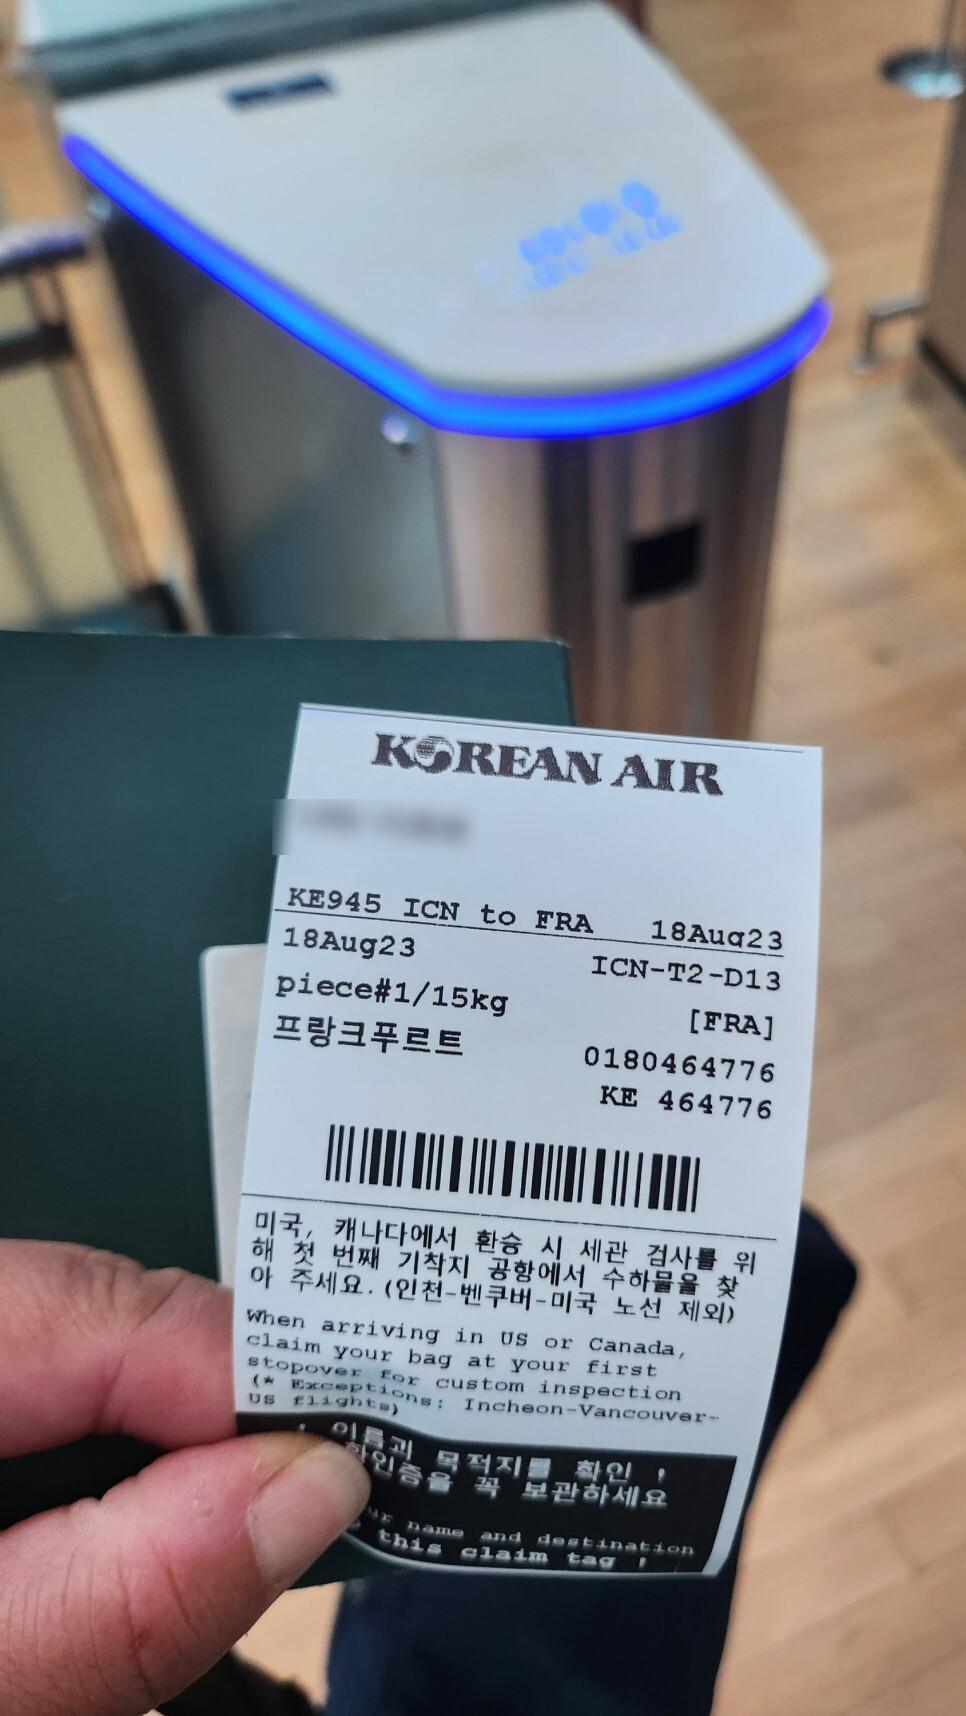 KOREAN AIR
KE945 ICN to FRA 18Aug23
18Aug23 ICN-T2-D13
piece#1/15kg [FRA]
프랑크푸르트 0180464776
KE 464776
미국, 캐나다에서 환승 시 세관 검사를 위
해 첫 번째 기착지 공항에서 수하물을 찾
아 주세요.(인천-벤쿠버-미국 노선 제외)
When arriving in US or Canada,
claim your bag at your first
stopover for custom inspection
(* Exceptions: Incheon-Vancouver-
US flights)
! 이름과 목적지를 확인 !
확인증을 꼭 보관하세요
name and destination
this claim tag !